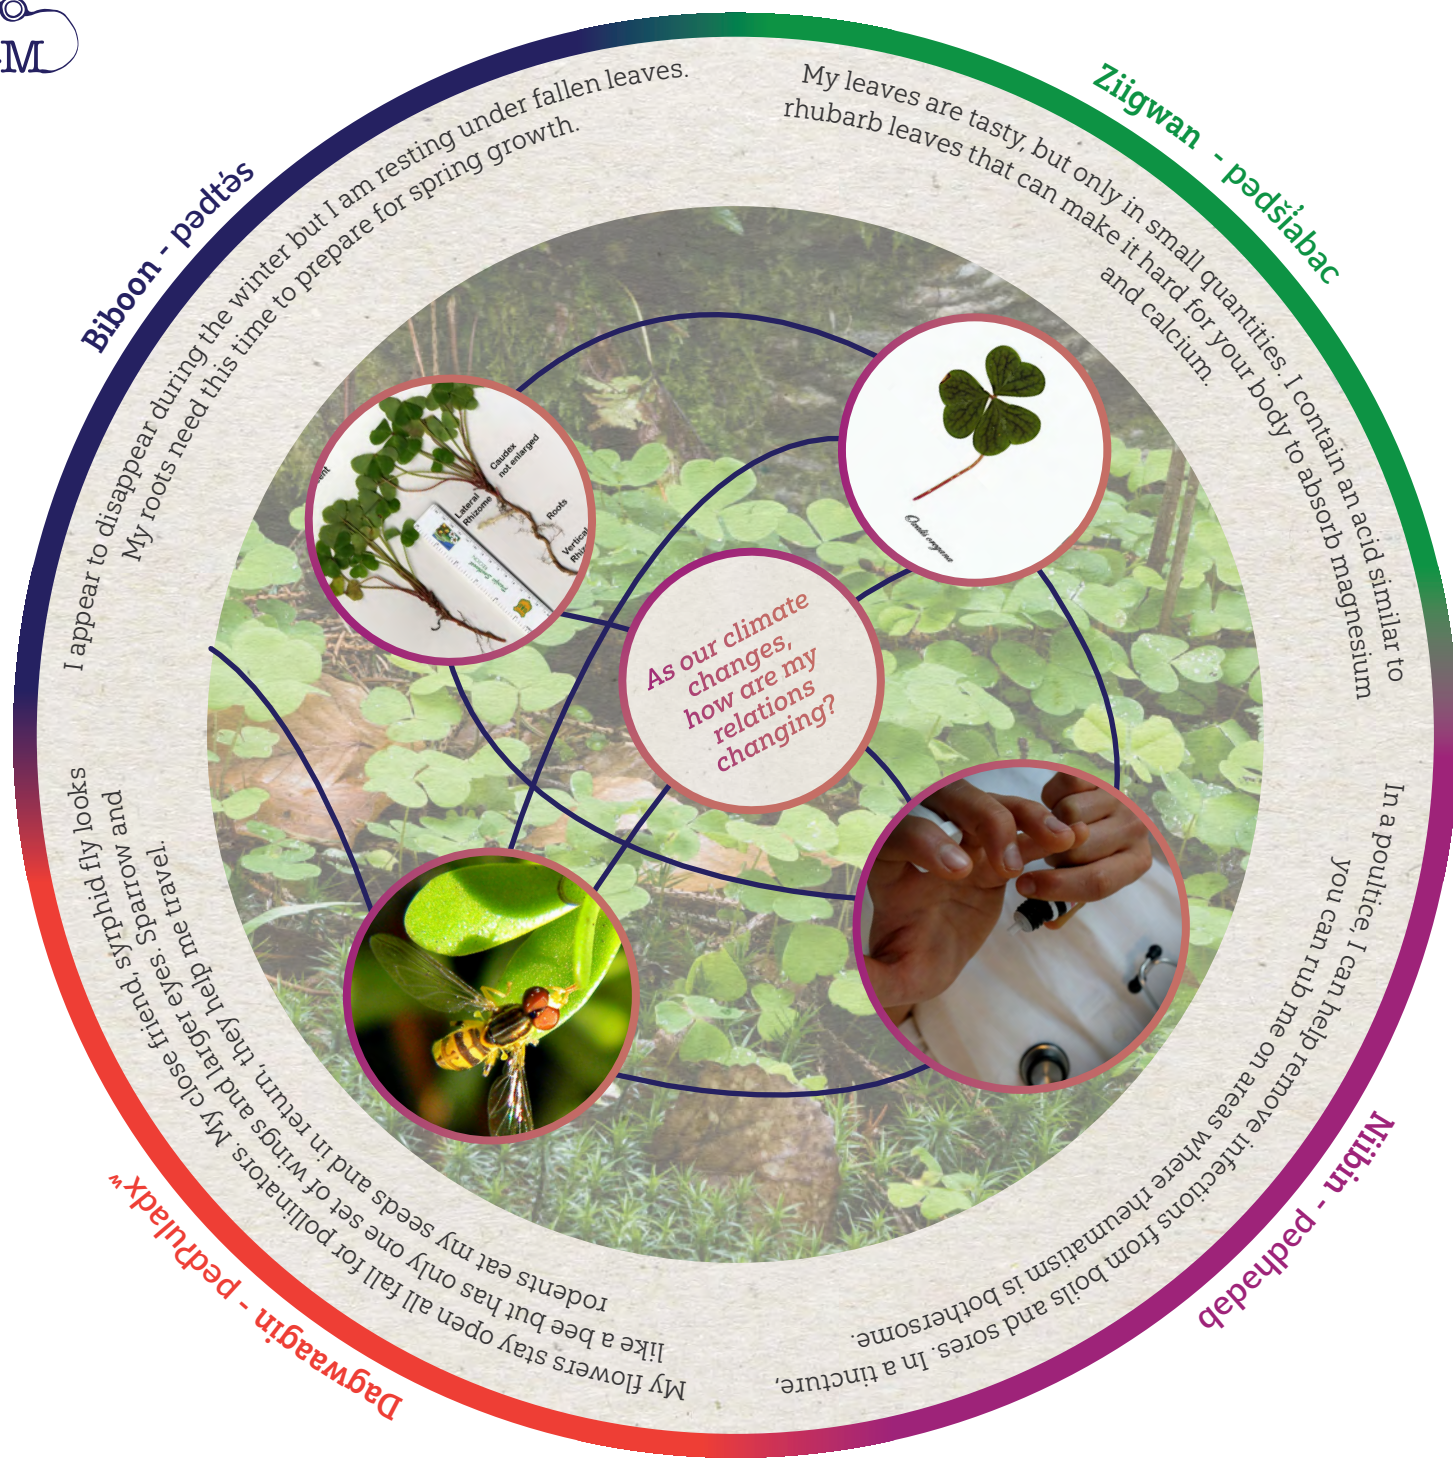 M
Biboon - pədt̓əs
I appear to disappear during the winter but I am resting under fallen leaves.
My roots need this time to prepare for spring growth.
Ziigwan - pədšiʼabac
My leaves are tasty, but only in small quantities. I contain an acid similar to
rhubarb leaves that can make it hard for your body to absorb magnesium
and calcium.
Niibin - pədhədəb
In a poultice, I can help remove infections from boils and sores. In a tincture,
you can rub me on areas where rheumatism is bothersome.
Dagwaagin - pədʔuladxʷ
My flowers stay open all fall for pollinators. My close friend, syrphid fly looks
like a bee but has only one set of wings and larger eyes. Sparrow and
rodents eat my seeds and in return, they help me travel.
As our climate
changes,
how are my
relations
changing?
Caudex
not enlarged
Lateral
Rhizome
Roots
Vertical
Oxalis oregana